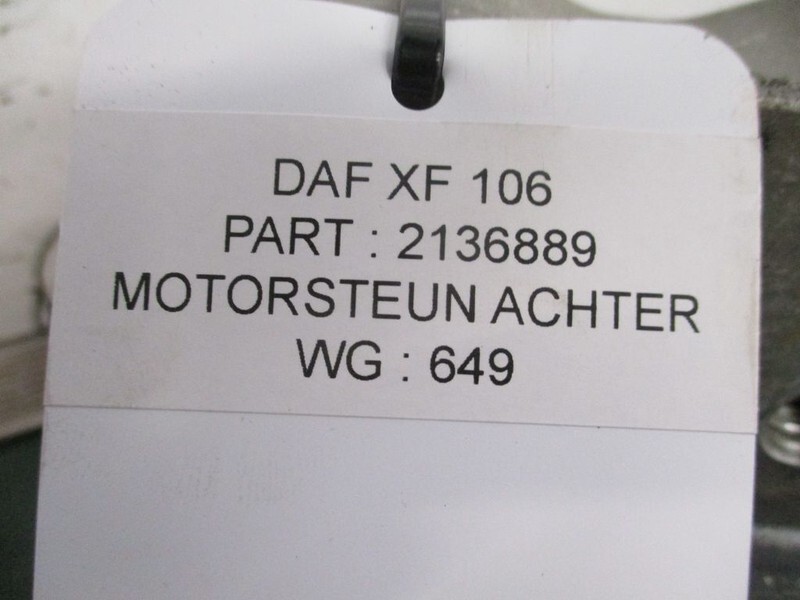 DAF XF 106
PART : 2136889
MOTORSTEUN ACHTER
WG : 649